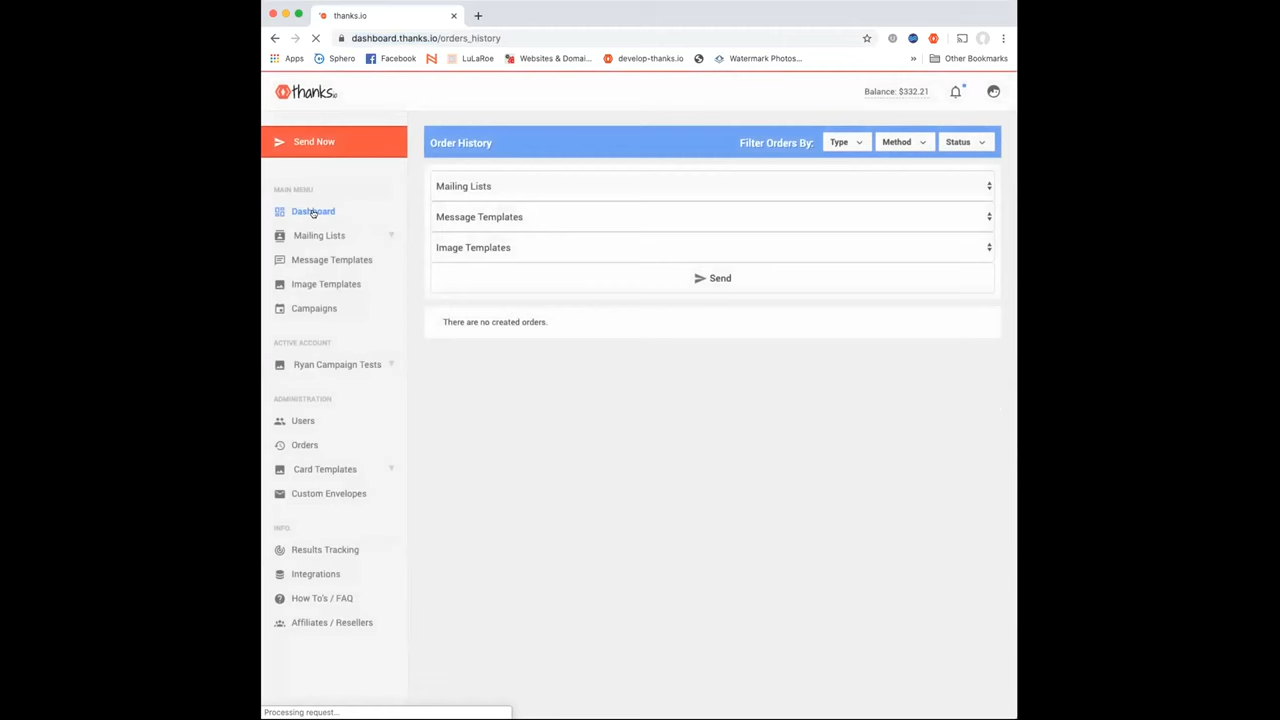 thanks.io
dashboard.thanks.io/orders_history
Apps Sphero Facebook LuLaRoe Websites & Domai... develop-thanks.io Watermark Photos... » Other Bookmarks
thanks.io Balance: $332.21
Send Now
Order History Filter Orders By: Type Method Status
MAIN MENU
Dashboard
Mailing Lists
Message Templates
Image Templates
Campaigns
ACTIVE ACCOUNT
Ryan Campaign Tests
ADMINISTRATION
Users
Orders
Card Templates
Custom Envelopes
INFO.
Results Tracking
Integrations
How To's / FAQ
Affiliates / Resellers
Mailing Lists
Message Templates
Image Templates
Send
There are no created orders.
Processing request...